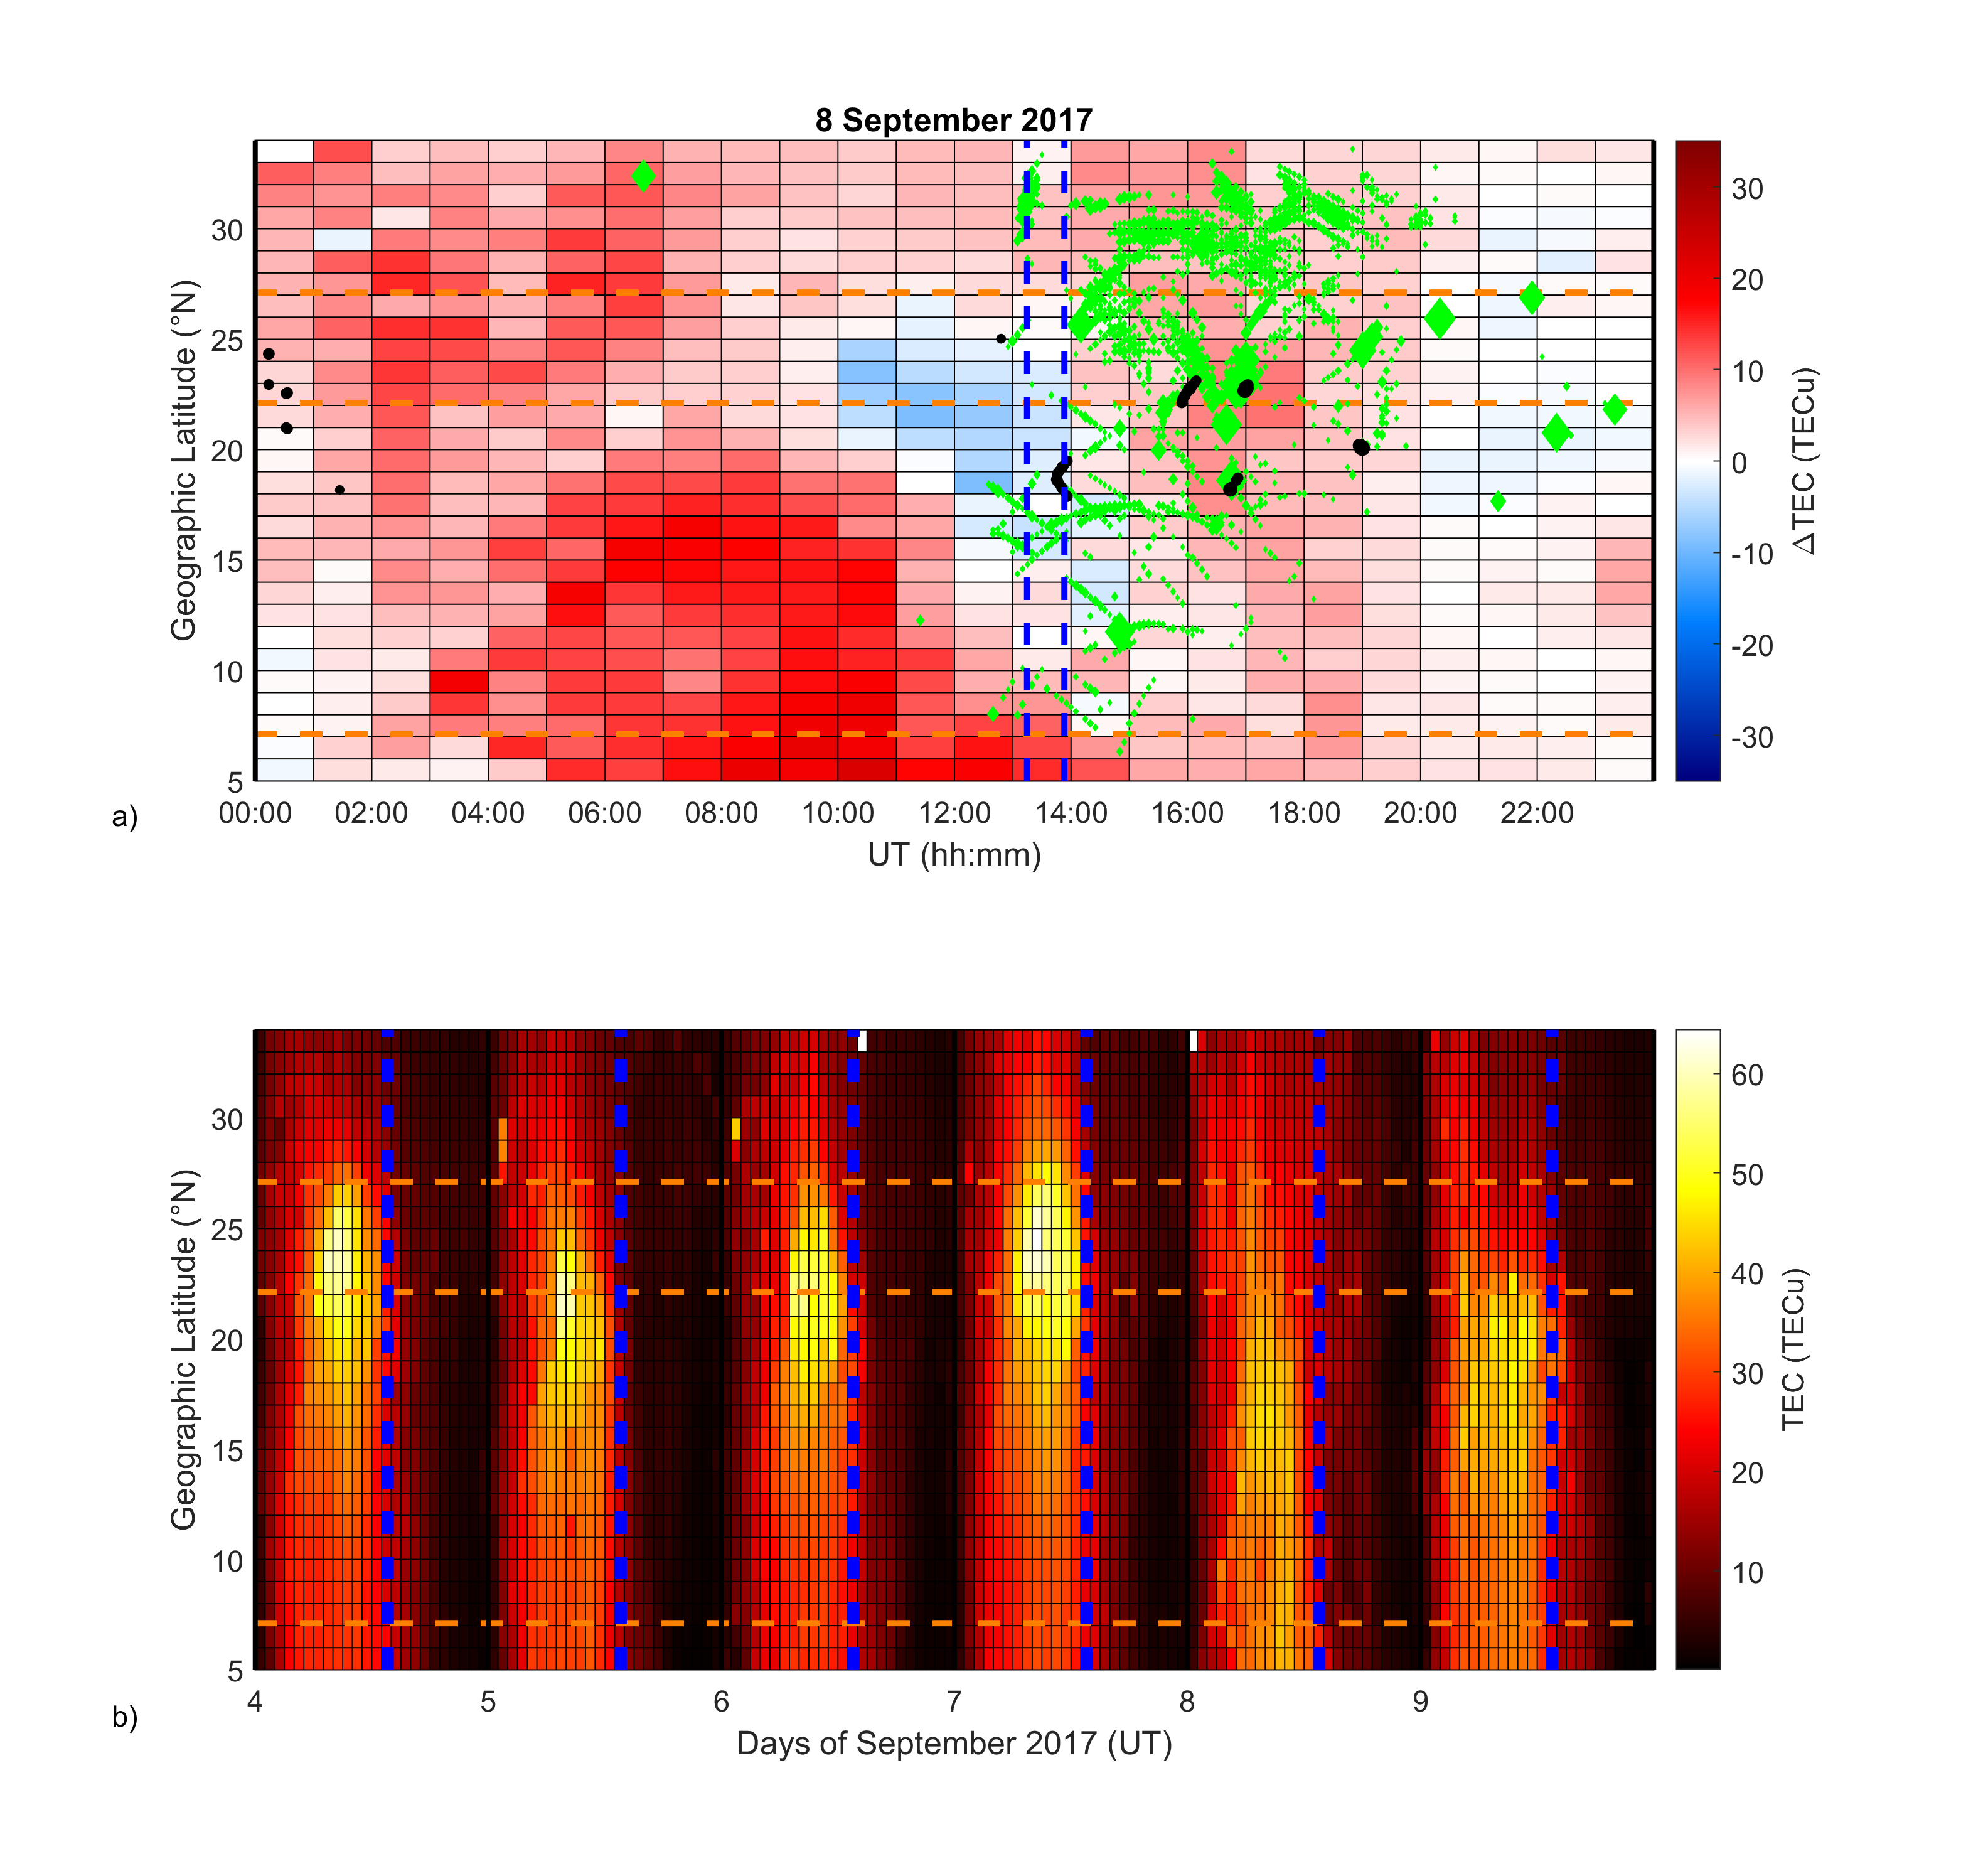 8 September 2017
30
25
20
15
10
5
Geographic Latitude (°N)
00:00 02:00 04:00 06:00 08:00 10:00 12:00 14:00 16:00 18:00 20:00 22:00
UT (hh:mm)
30
20
10
0
-10
-20
-30
ΔTEC (TECu)
a)
30
25
20
15
10
5
Geographic Latitude (°N)
4 5 6 7 8 9
Days of September 2017 (UT)
60
50
40
30
20
10
TEC (TECu)
b)